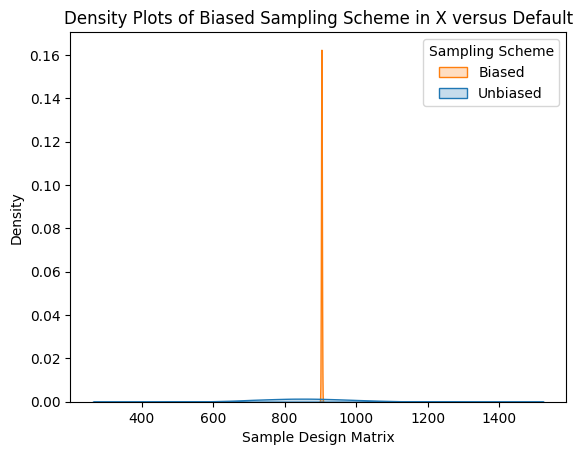 Density Plots of Biased Sampling Scheme in X versus Default
Sampling Scheme
Biased
Unbiased
0.16
0.14
0.12
0.10
0.08
0.06
0.04
0.02
0.00
Density
400 600 800 1000 1200 1400
Sample Design Matrix